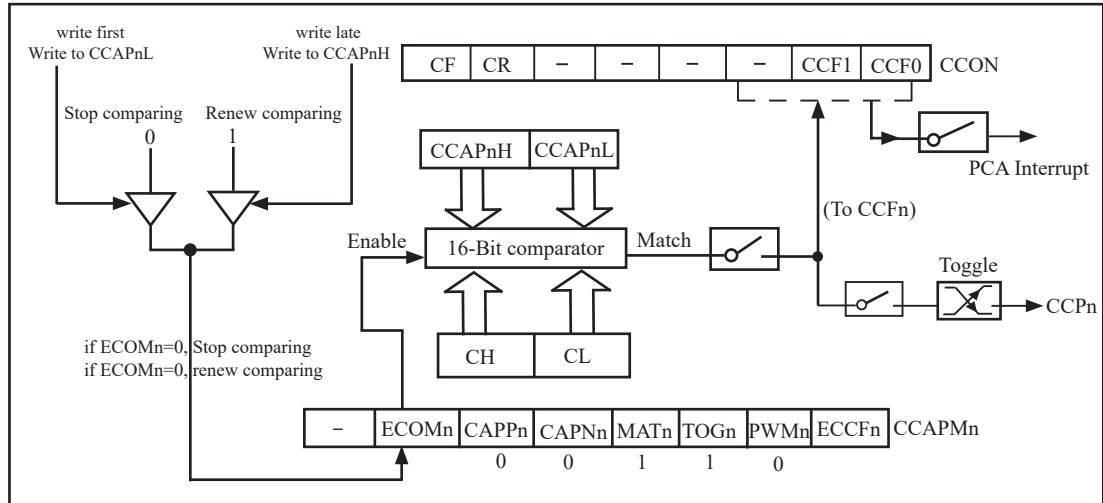 write first
Write to CCAPnL
write late
Write to CCAPnH
CF CR – – – – CCF1 CCF0 CCON
Stop comparing
0
Renew comparing
1
CCAPnH CCAPnL
PCA Interrupt
(To CCFn)
Enable
16-Bit comparator
Match
Toggle
CCPn
CH CL
if ECOMn=0, Stop comparing
if ECOMn=0, renew comparing
– ECOMn CAPPn CAPNn MATn TOGn PWMn ECCFn CCAPMn
0 0 1 1 0